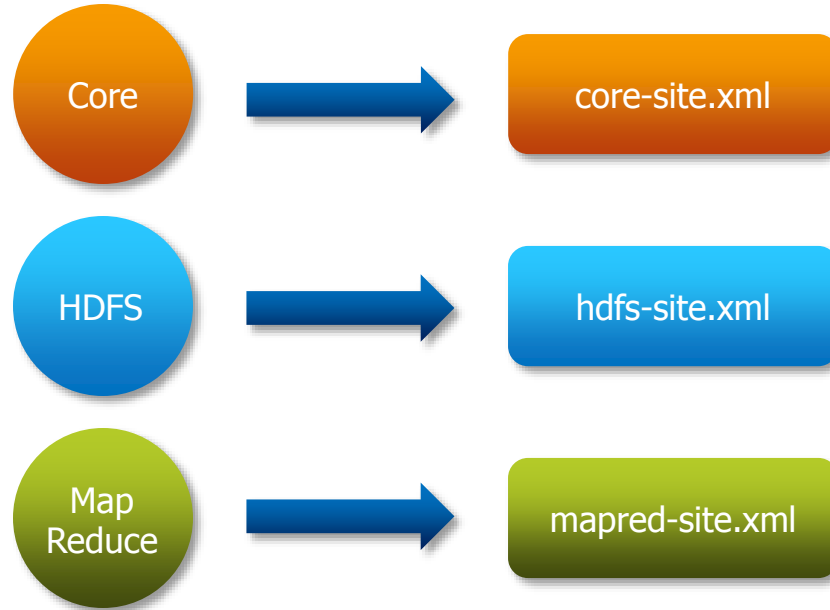 Core
core-site.xml
HDFS
hdfs-site.xml
Map
Reduce
mapred-site.xml